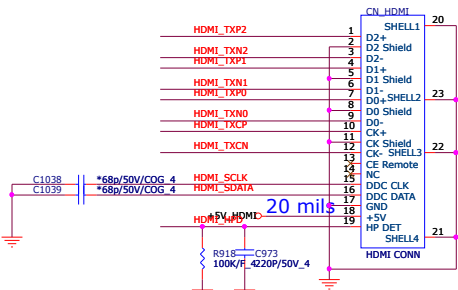 CN_HDMI
SHELL1 20
HDMI_TXP2 1 D2+
2 D2 Shield
HDMI_TXN2 3 D2-
HDMI_TXP1 4 D1+
5 D1 Shield
HDMI_TXN1 6 D1-
HDMI_TXP0 7 D0+ SHELL2 23
8 D0 Shield
HDMI_TXN0 9 D0-
HDMI_TXCP 10 CK+
11 CK Shield
HDMI_TXCN 12 CK- SHELL3 22
13 CE Remote
14 NC
C1038 *68p/50V/COG_4 HDMI_SCLK 15 DDC CLK
C1039 *68p/50V/COG_4 HDMI_SDATA 16 DDC DATA
20 mils 17 GND
+5V_HDMI 18 +5V
HDMI_HPD 19 HP DET
SHELL4 21
R918 C973 HDMI CONN
100K/F_4 220P/50V_4